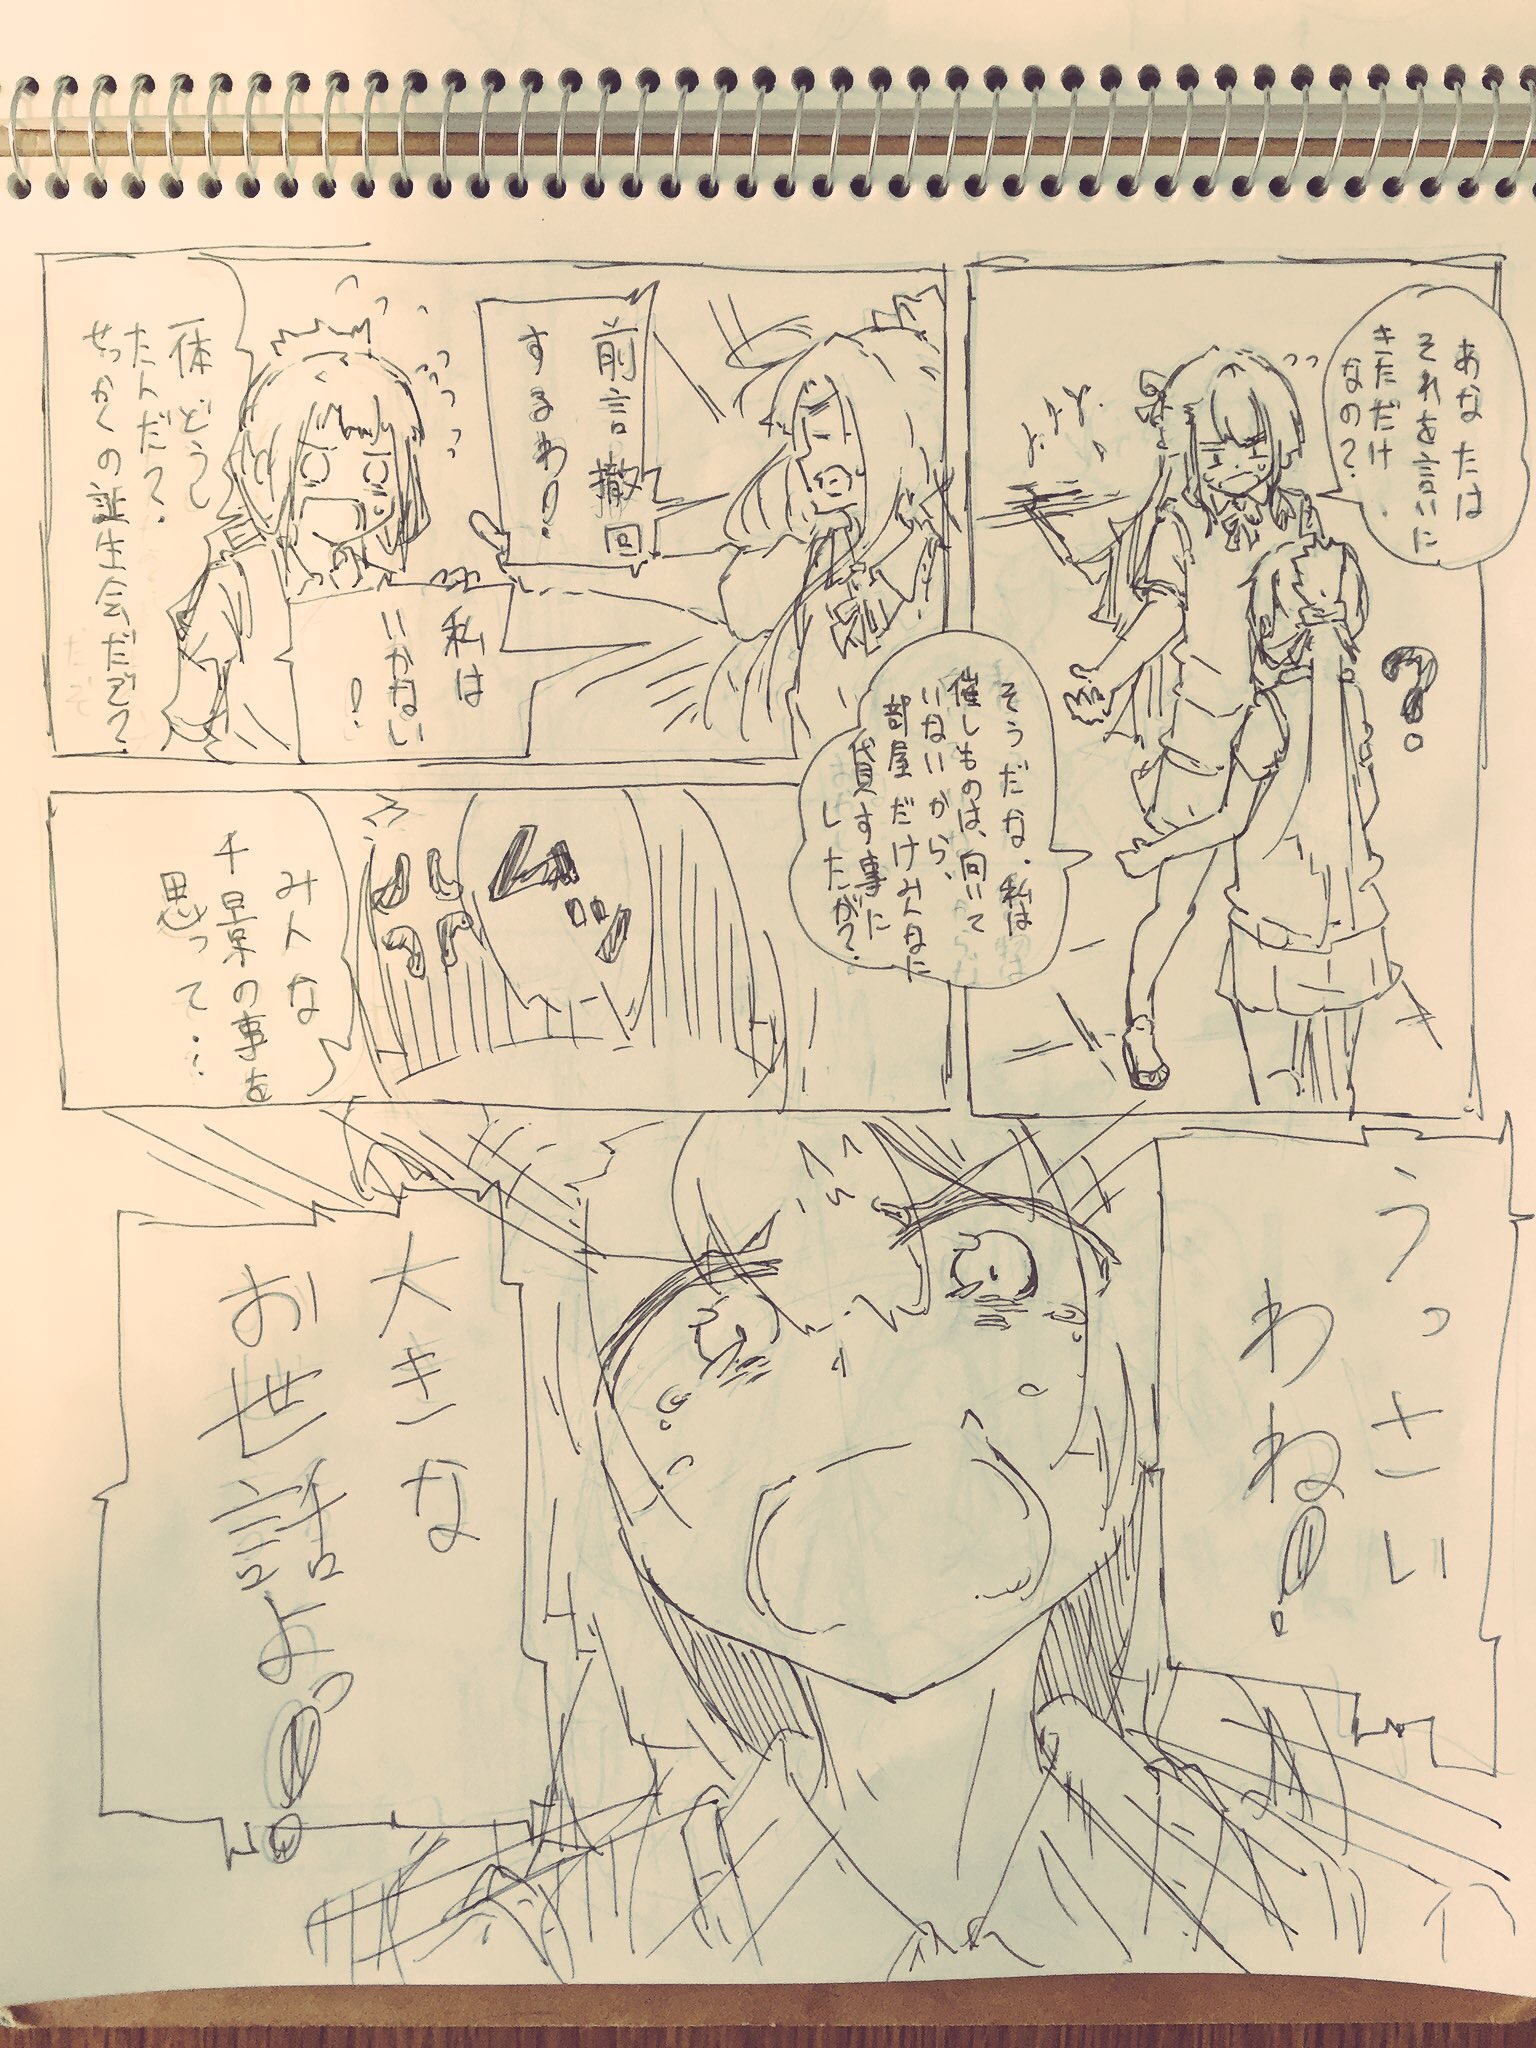 あなたは
それを言いに
きただけ
なの?
?
そうだな、私は
催しものは、向いて
いないから、
部屋だけみんなに
貸す事に
したが?
前言撤回
するわ!
私は
いかない
!
一体どうし
たんだ?
せっかくの誕生会だぞ?
みんな
千景の事を
思って…
うっさい
わね!
大きな
お世話よっ!